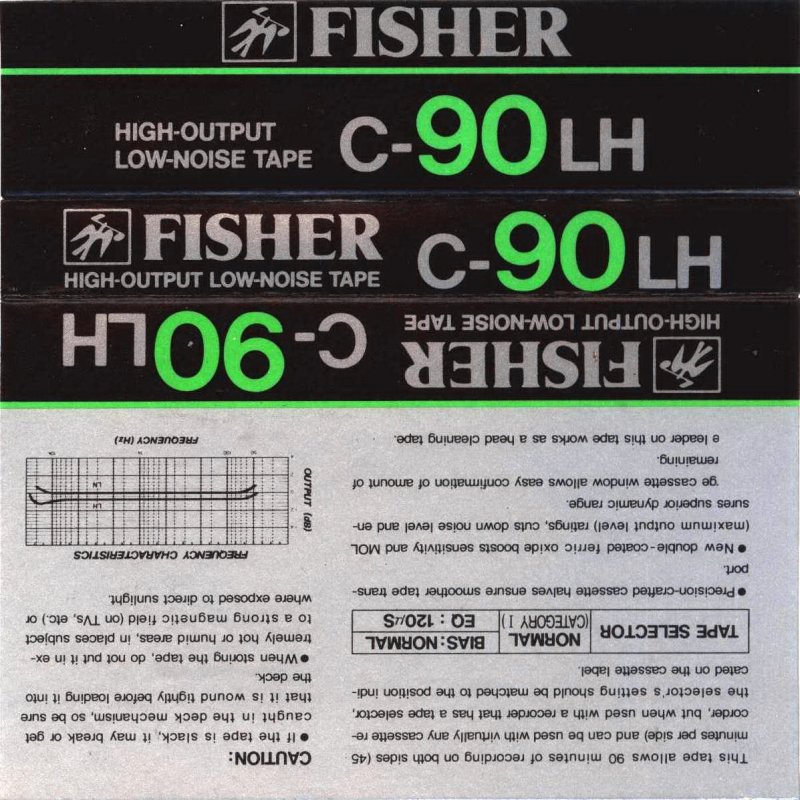 FISHER
HIGH-OUTPUT
LOW-NOISE TAPE
C-90 LH
FISHER
HIGH-OUTPUT LOW-NOISE TAPE
C-90 LH
FISHER
HIGH-OUTPUT LOW-NOISE TAPE
C-90 LH
This tape allows 90 minutes of recording on both sides (45
minutes per side) and can be used with virtually any cassette re-
corder, but when used with a recorder that has a tape selector,
the selector's setting should be matched to the position indi-
cated on the cassette label.
TAPE SELECTOR
NORMAL
(CATEGORY I)
BIAS: NORMAL
EQ : 120μS
● Precision-crafted cassette halves ensure smoother tape trans-
port.
● New double-coated ferric oxide boosts sensitivity and MOL
(maximum output level) ratings, cuts down noise level and en-
sures superior dynamic range.
ge cassette window allows easy confirmation of amount of
remaining.
e leader on this tape works as a head cleaning tape.
CAUTION:
● If the tape is slack, it may break or get
caught in the deck mechanism, so be sure
that it is wound tightly before loading it into
the deck.
● When storing the tape, do not put it in ex-
tremely hot or humid areas, in places subject
to a strong magnetic field (on TVs, etc.) or
where exposed to direct sunlight.
FREQUENCY CHARACTERISTICS
OUTPUT (dB)
LH
LN
FREQUENCY (Hz)